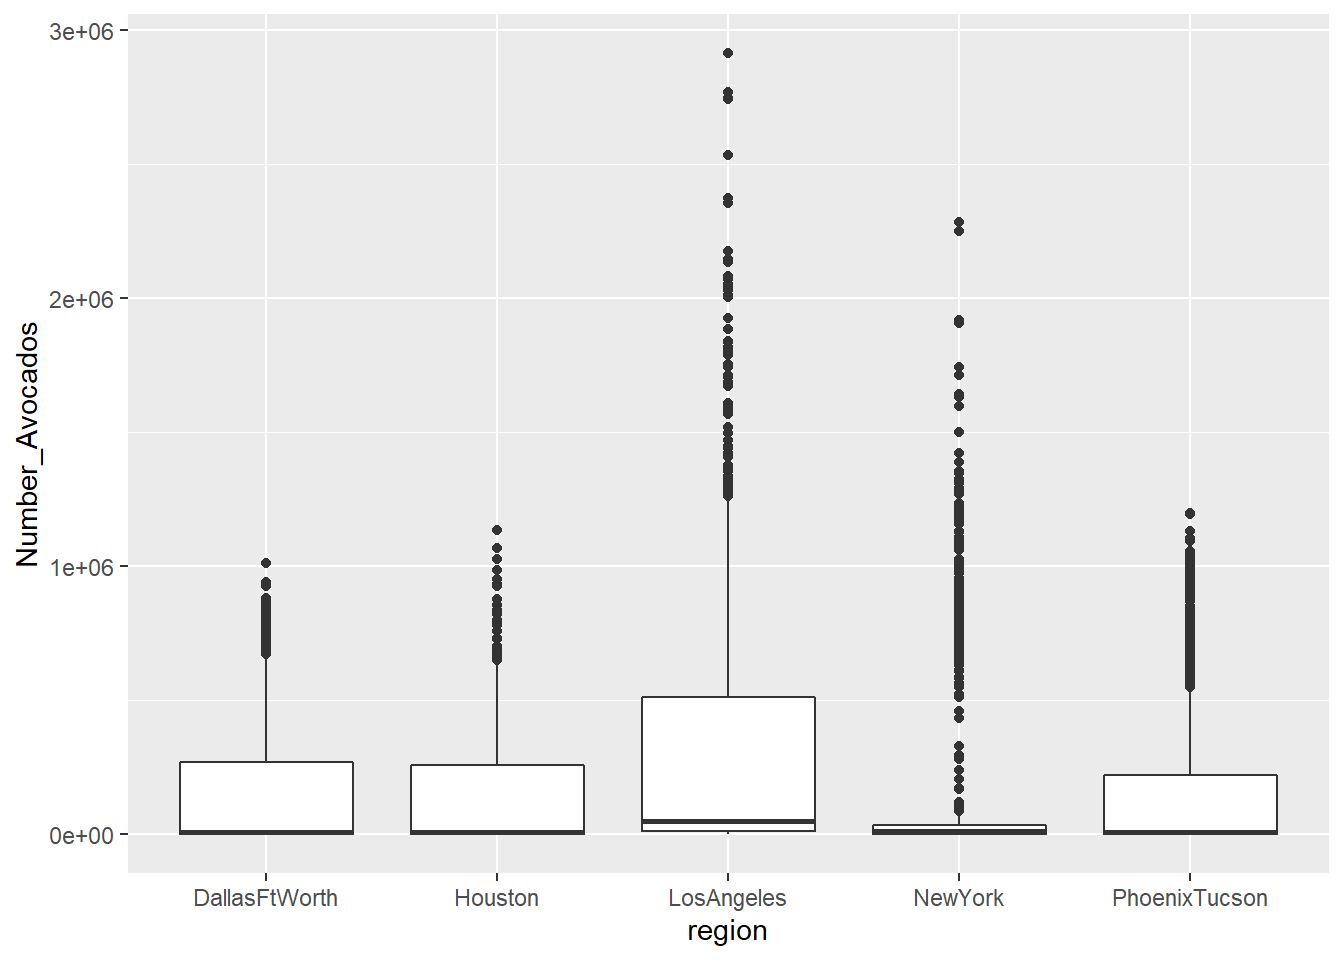 3e+06
2e+06
1e+06
0e+00
Number_Avocados
DallasFtWorth Houston LosAngeles NewYork PhoenixTucson
region